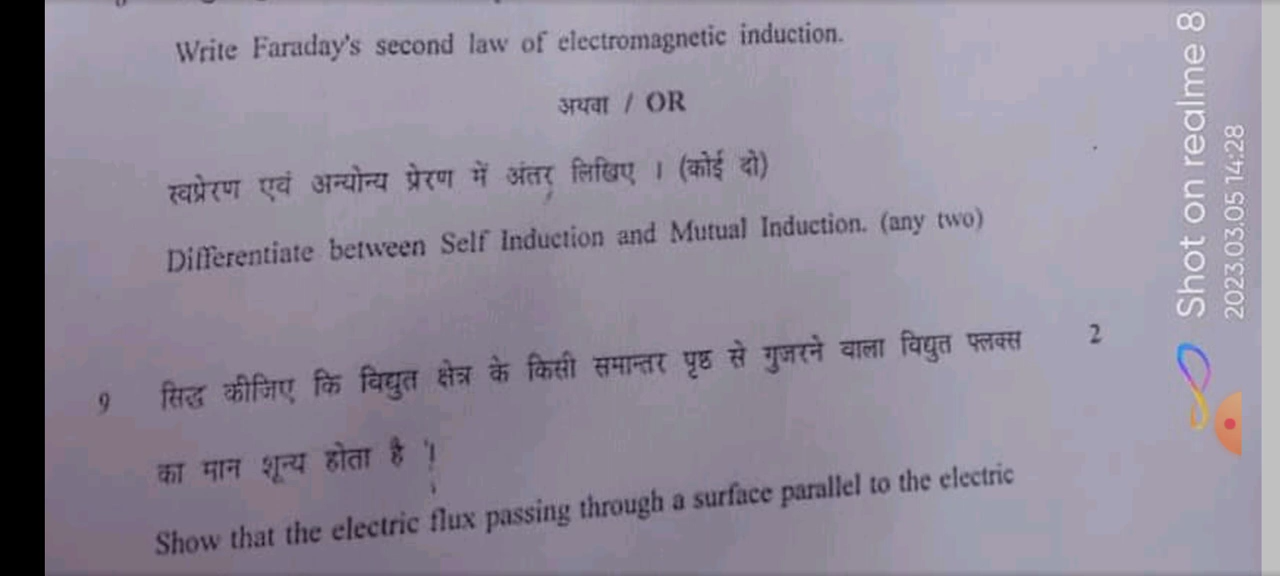 Write Faraday's second law of electromagnetic induction.
अथवा / OR
स्वप्रेरण एवं अन्योन्य प्रेरण में अंतर लिखिए । (कोई दो)
Differentiate between Self Induction and Mutual Induction. (any two)
9 सिद्ध कीजिए कि विद्युत क्षेत्र के किसी समान्तर पृष्ठ से गुजरने वाला विद्युत फ्लक्स 2
का मान शून्य होता है ।
Show that the electric flux passing through a surface parallel to the electric
Shot on realme 8
2023.03.05 14:28